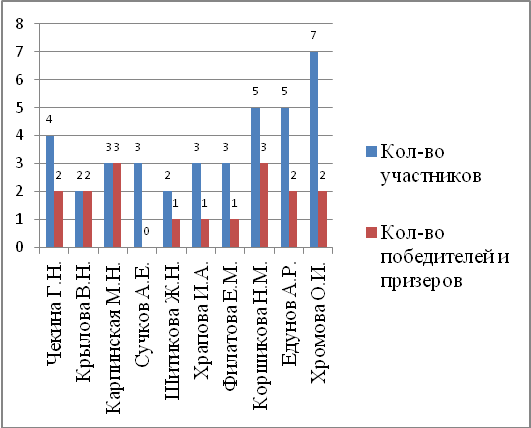 8
7
6
5
4
3
2
1
0
4
2
2
2
3
3
3
0
2
1
3
1
3
1
5
3
5
2
7
2
Чекина Г.Н.
Крылова В.Н.
Карпинская М.Н.
Сучков А.Е.
Шитикова Ж.Н.
Храпова И.А.
Филатова Е.М.
Коршикова Н.М.
Едунов А.Р.
Хромова О.И.
Кол-во
участников
Кол-во
победителей и
призеров